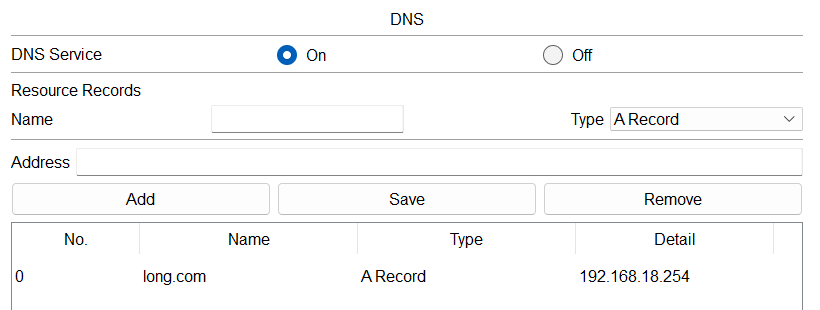 DNS
DNS Service On Off
Resource Records
Name Type A Record
Address
Add Save Remove
No. Name Type Detail
0 long.com A Record 192.168.18.254